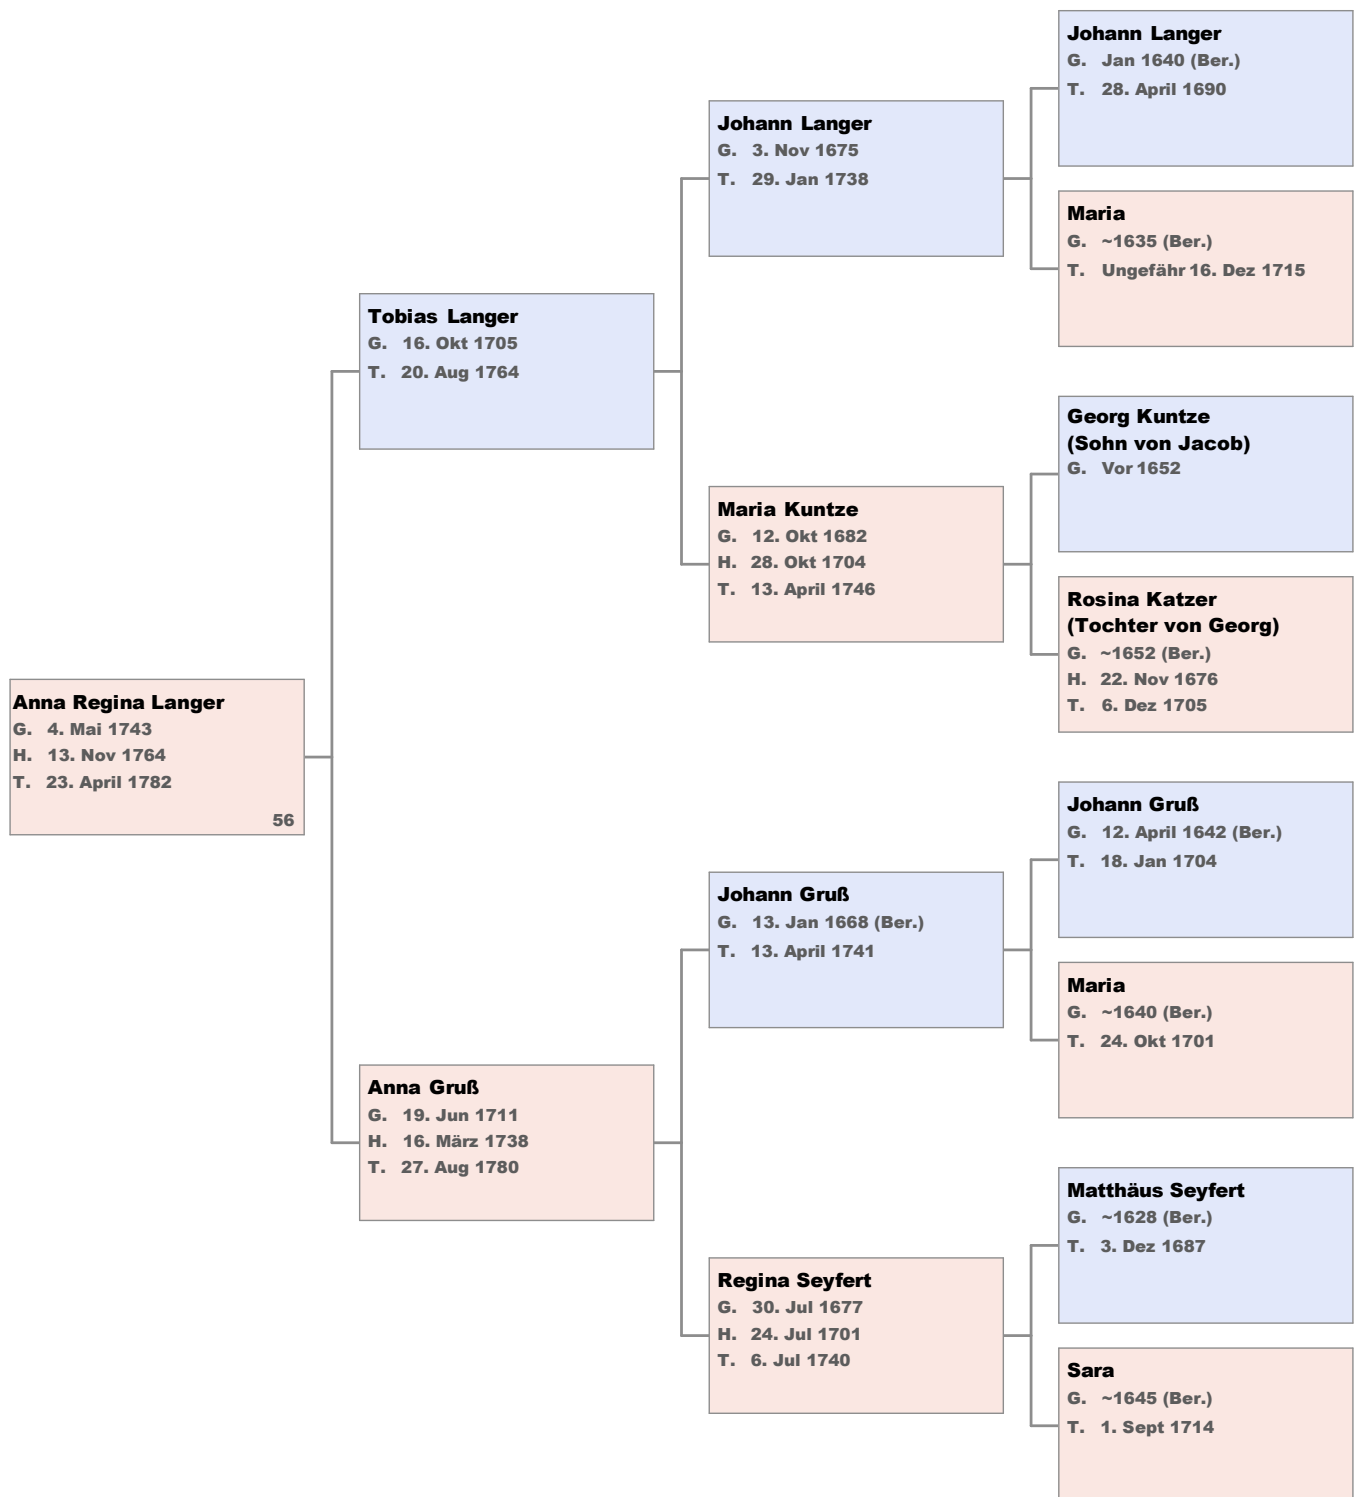 Johann Langer
G. Jan 1640 (Ber.)
T. 28. April 1690
Johann Langer
G. 3. Nov 1675
T. 29. Jan 1738
Maria
G. ~1635 (Ber.)
T. Ungefähr 16. Dez 1715
Tobias Langer
G. 16. Okt 1705
T. 20. Aug 1764
Georg Kuntze
(Sohn von Jacob)
G. Vor 1652
Maria Kuntze
G. 12. Okt 1682
H. 28. Okt 1704
T. 13. April 1746
Rosina Katzer
(Tochter von Georg)
G. ~1652 (Ber.)
H. 22. Nov 1676
T. 6. Dez 1705
Anna Regina Langer
G. 4. Mai 1743
H. 13. Nov 1764
T. 23. April 1782
56
Johann Gruß
G. 12. April 1642 (Ber.)
T. 18. Jan 1704
Johann Gruß
G. 13. Jan 1668 (Ber.)
T. 13. April 1741
Maria
G. ~1640 (Ber.)
T. 24. Okt 1701
Anna Gruß
G. 19. Jun 1711
H. 16. März 1738
T. 27. Aug 1780
Matthäus Seyfert
G. ~1628 (Ber.)
T. 3. Dez 1687
Regina Seyfert
G. 30. Jul 1677
H. 24. Jul 1701
T. 6. Jul 1740
Sara
G. ~1645 (Ber.)
T. 1. Sept 1714